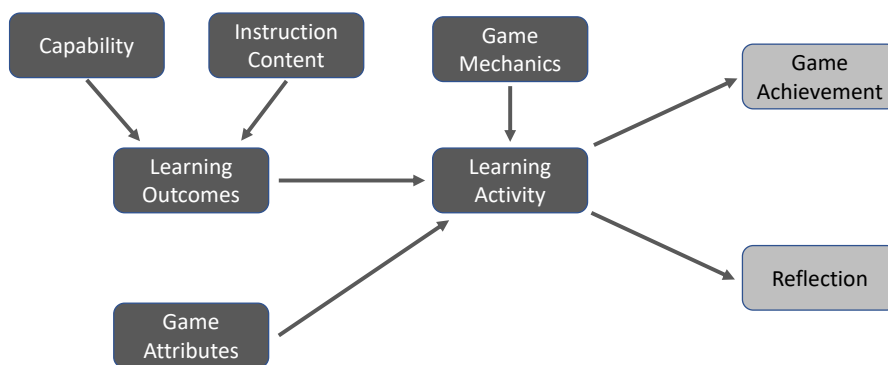 Capability
Instruction
Content
Game
Mechanics
Game
Achievement
Learning
Outcomes
Learning
Activity
Reflection
Game
Attributes